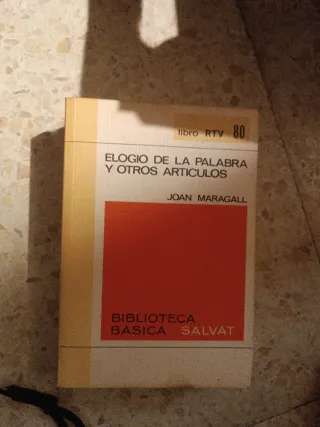 libro RTV 80
ELOGIO DE LA PALABRA
Y OTROS ARTICULOS
JOAN MARAGALL
BIBLIOTECA
BASICA SALVAT